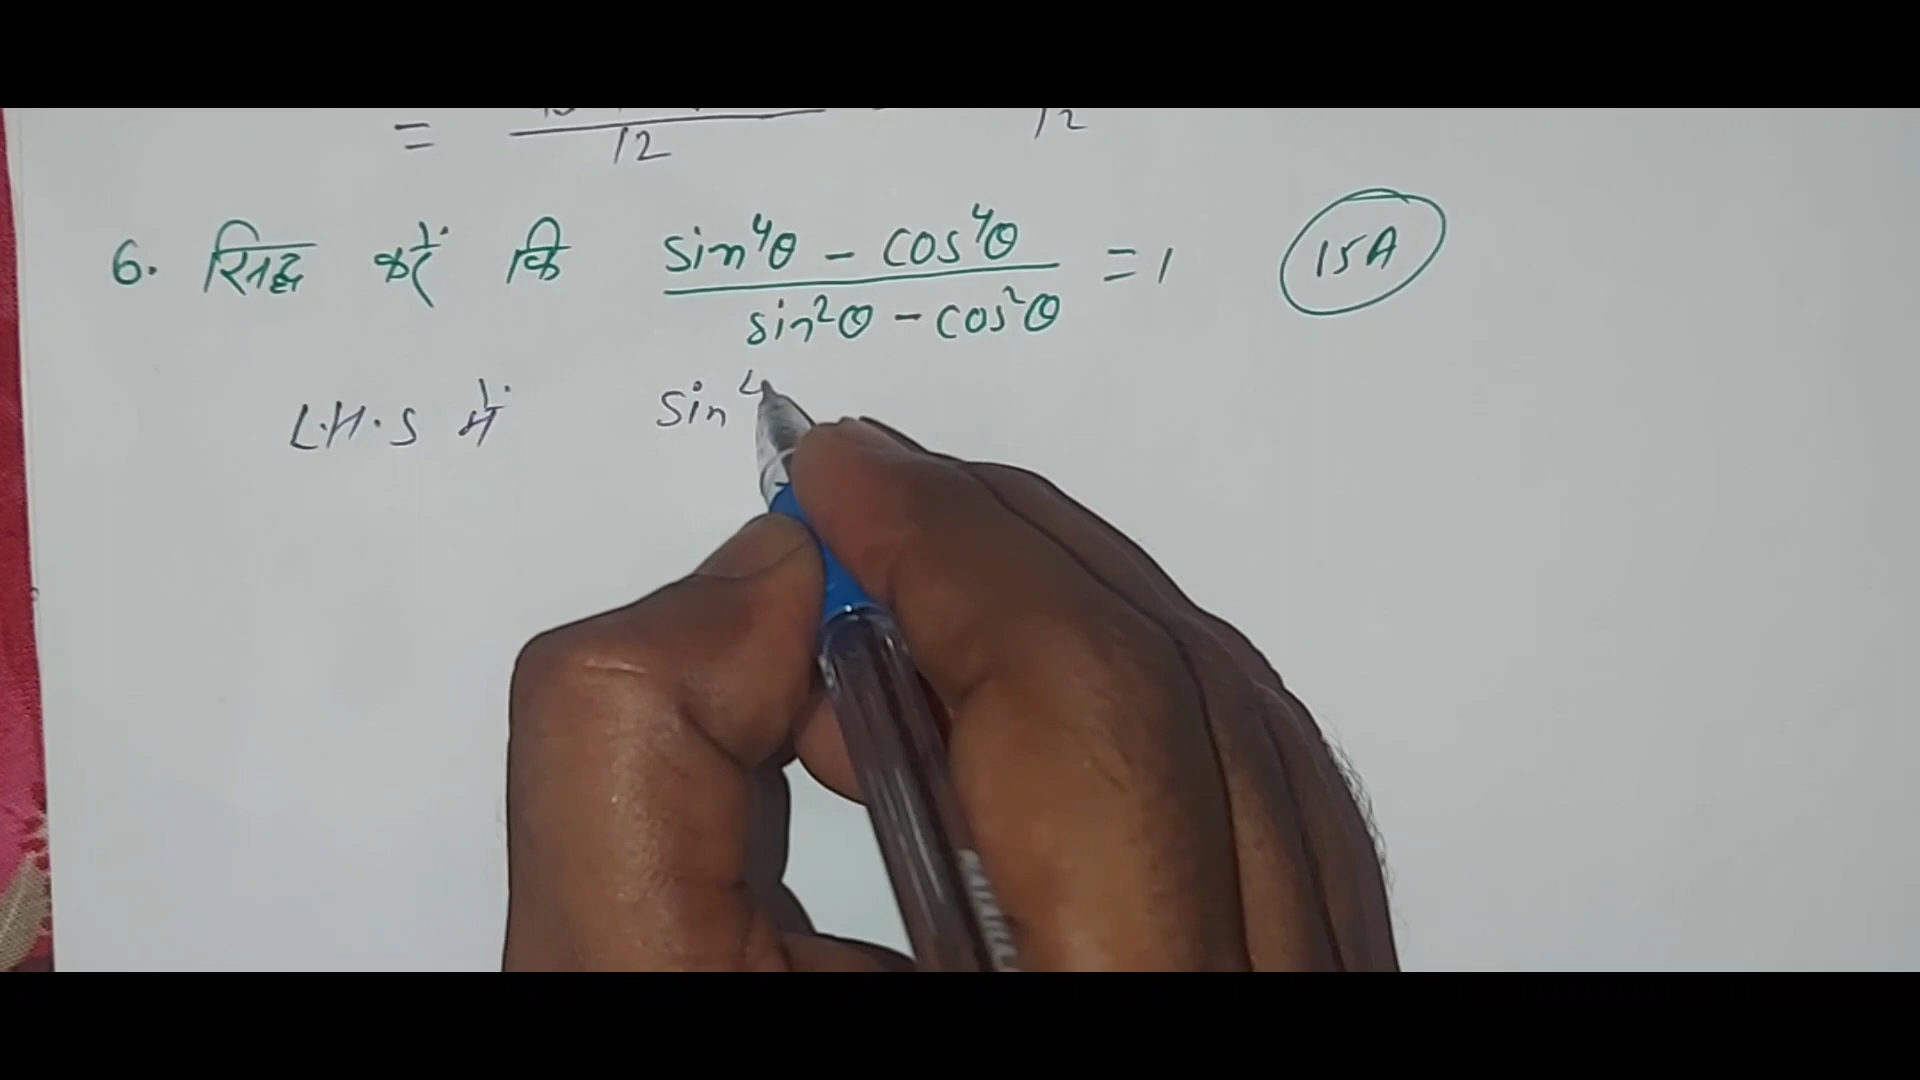 = 12 12
6. सिद्ध करें कि sin⁴θ - cos⁴θ / sin²θ - cos²θ = 1 15A
L.H.S में sin⁴